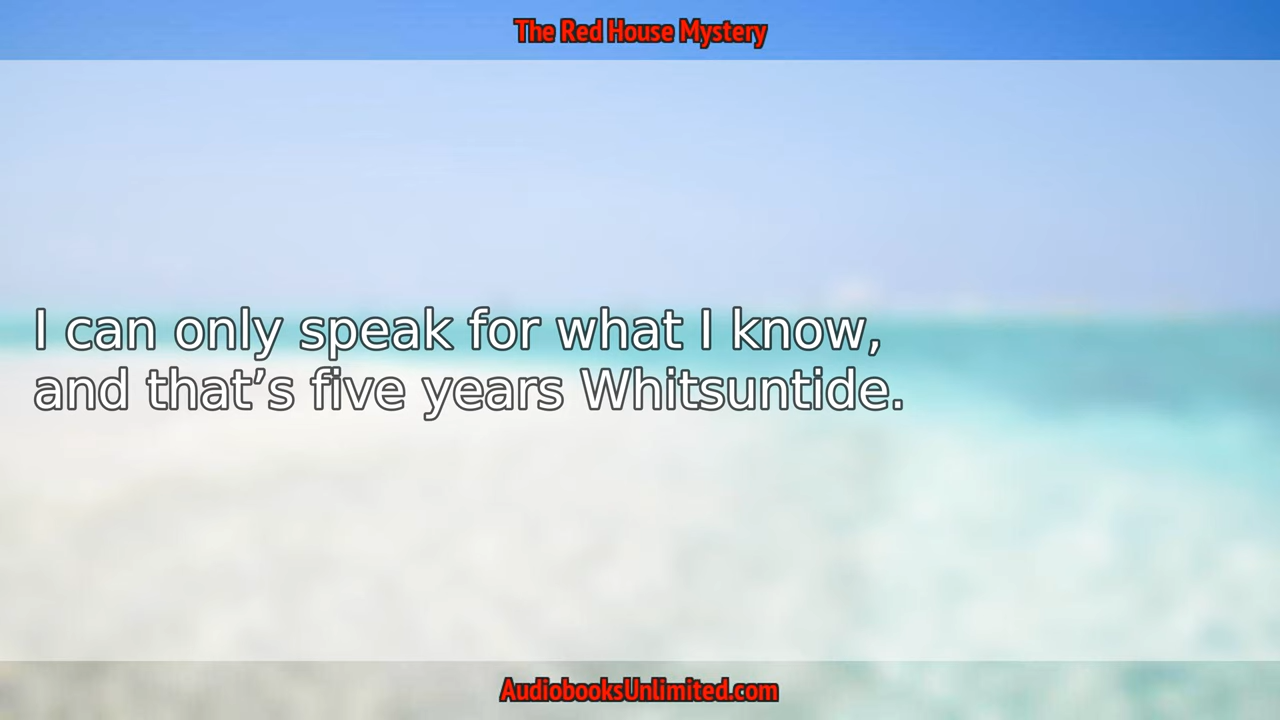 The Red House Mystery
I can only speak for what I know,
and that’s five years Whitsuntide.
AudiobooksUnlimited.com